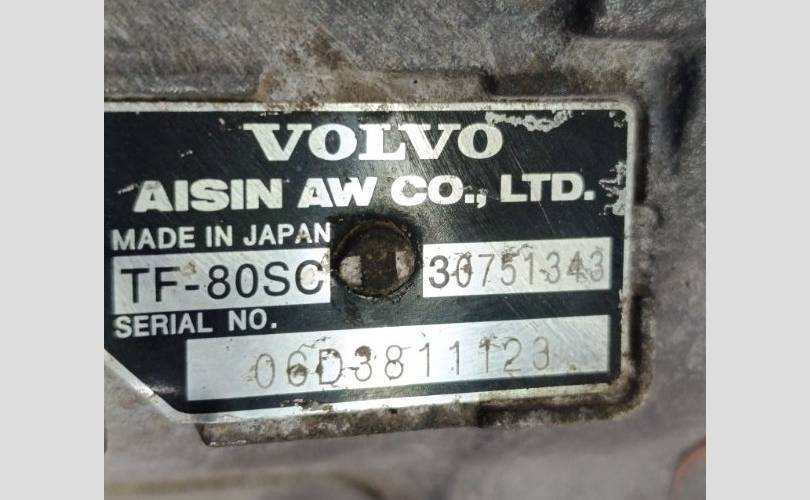 VOLVO
AISIN AW CO., LTD.
MADE IN JAPAN
TF-80SC 30751343
SERIAL NO.
06D3811123